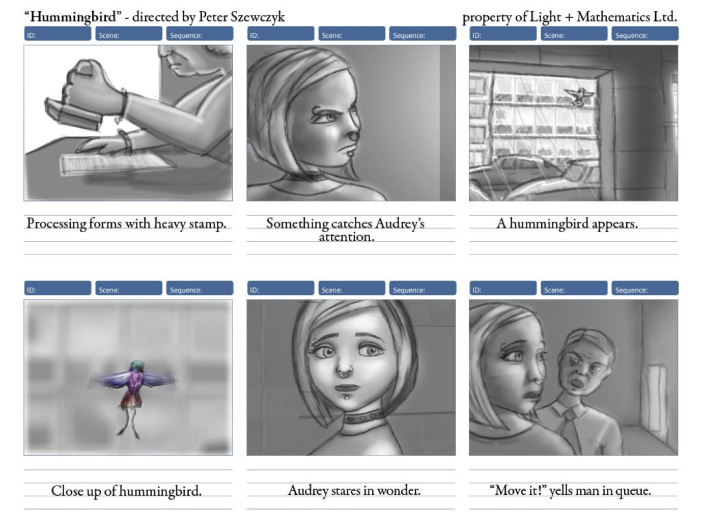 “Hummingbird” - directed by Peter Szewczyk
property of Light + Mathematics Ltd.
ID: Scene: Sequence:
ID: Scene: Sequence:
ID: Scene: Sequence:
Processing forms with heavy stamp.
Something catches Audrey’s
attention.
A hummingbird appears.
ID: Scene: Sequence:
ID: Scene: Sequence:
ID: Scene: Sequence:
Close up of hummingbird.
Audrey stares in wonder.
“Move it!” yells man in queue.